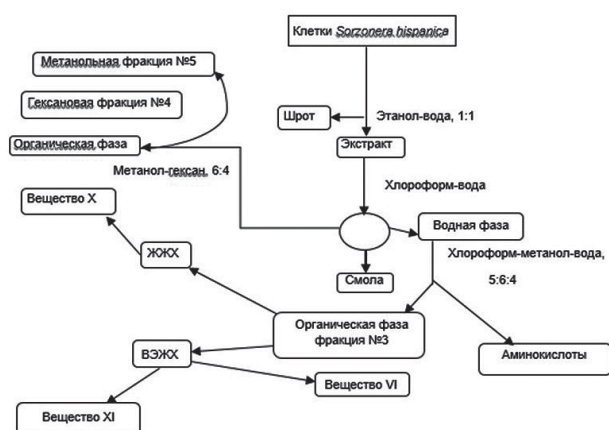 Клетки Sorzonera hispanica
Метанольная фракция №5
Гексановая фракция №4
Шрот
Этанол-вода, 1:1
Органическая фаза
Экстракт
Метанол-гексан, 6:4
Хлороформ-вода
Вещество X
Водная фаза
ЖЖХ
Хлороформ-метанол-вода,
5:6:4
Смола
Органическая фаза
фракция №3
ВЭЖХ
Аминокислоты
Вещество VI
Вещество XI